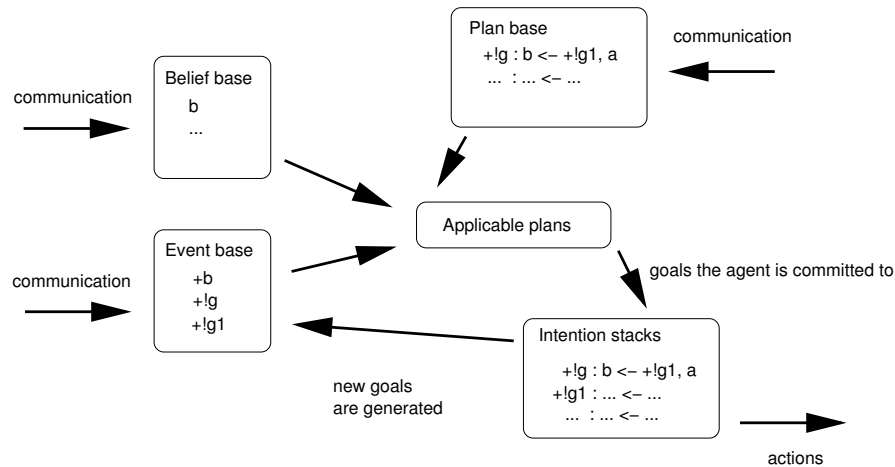 Plan base
+!g : b <- +!g1, a
... : ... <- ...
communication
Belief base
b
...
communication
Applicable plans
Event base
+b
+!g
+!g1
communication
goals the agent is committed to
Intention stacks
+!g : b <- +!g1, a
+!g1 : ... <- ...
... : ... <- ...
new goals
are generated
actions